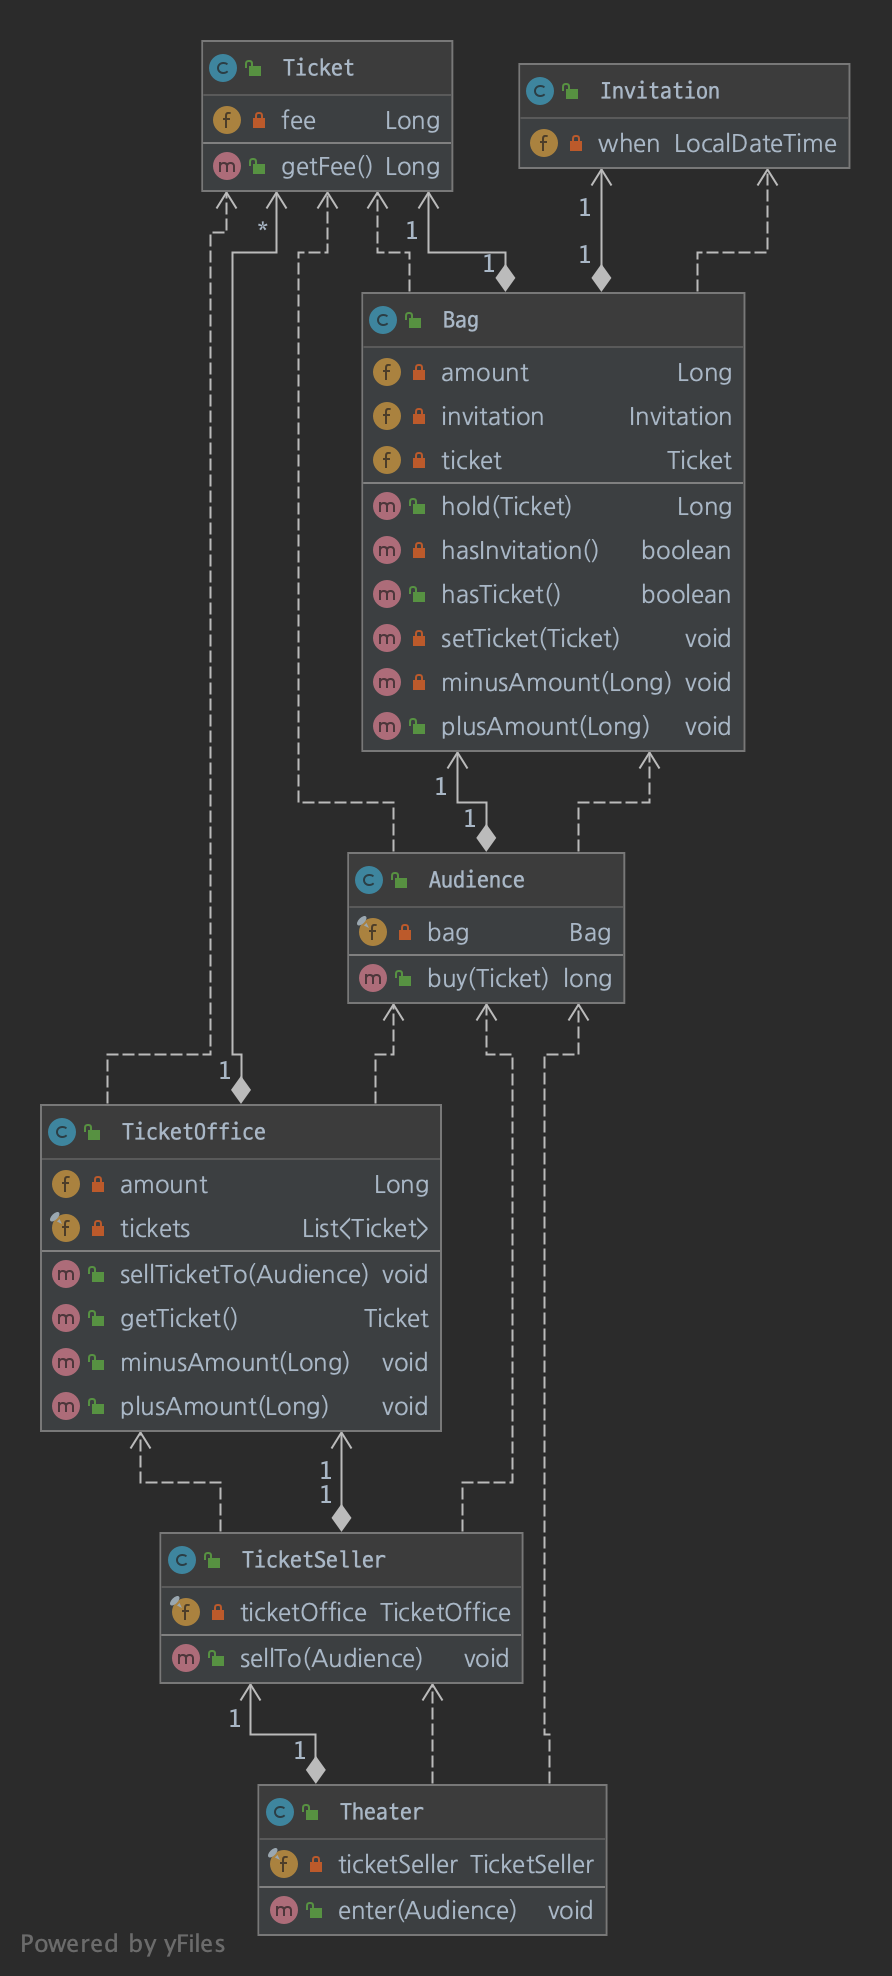 Ticket
fee Long
getFee() Long
Invitation
when LocalDateTime
*
1
1
1
1
Bag
amount Long
invitation Invitation
ticket Ticket
hold(Ticket) Long
hasInvitation() boolean
hasTicket() boolean
setTicket(Ticket) void
minusAmount(Long) void
plusAmount(Long) void
1
1
Audience
bag Bag
buy(Ticket) long
1
TicketOffice
amount Long
tickets List<Ticket>
sellTicketTo(Audience) void
getTicket() Ticket
minusAmount(Long) void
plusAmount(Long) void
1
1
TicketSeller
ticketOffice TicketOffice
sellTo(Audience) void
1
1
Theater
ticketSeller TicketSeller
enter(Audience) void
Powered by yFiles